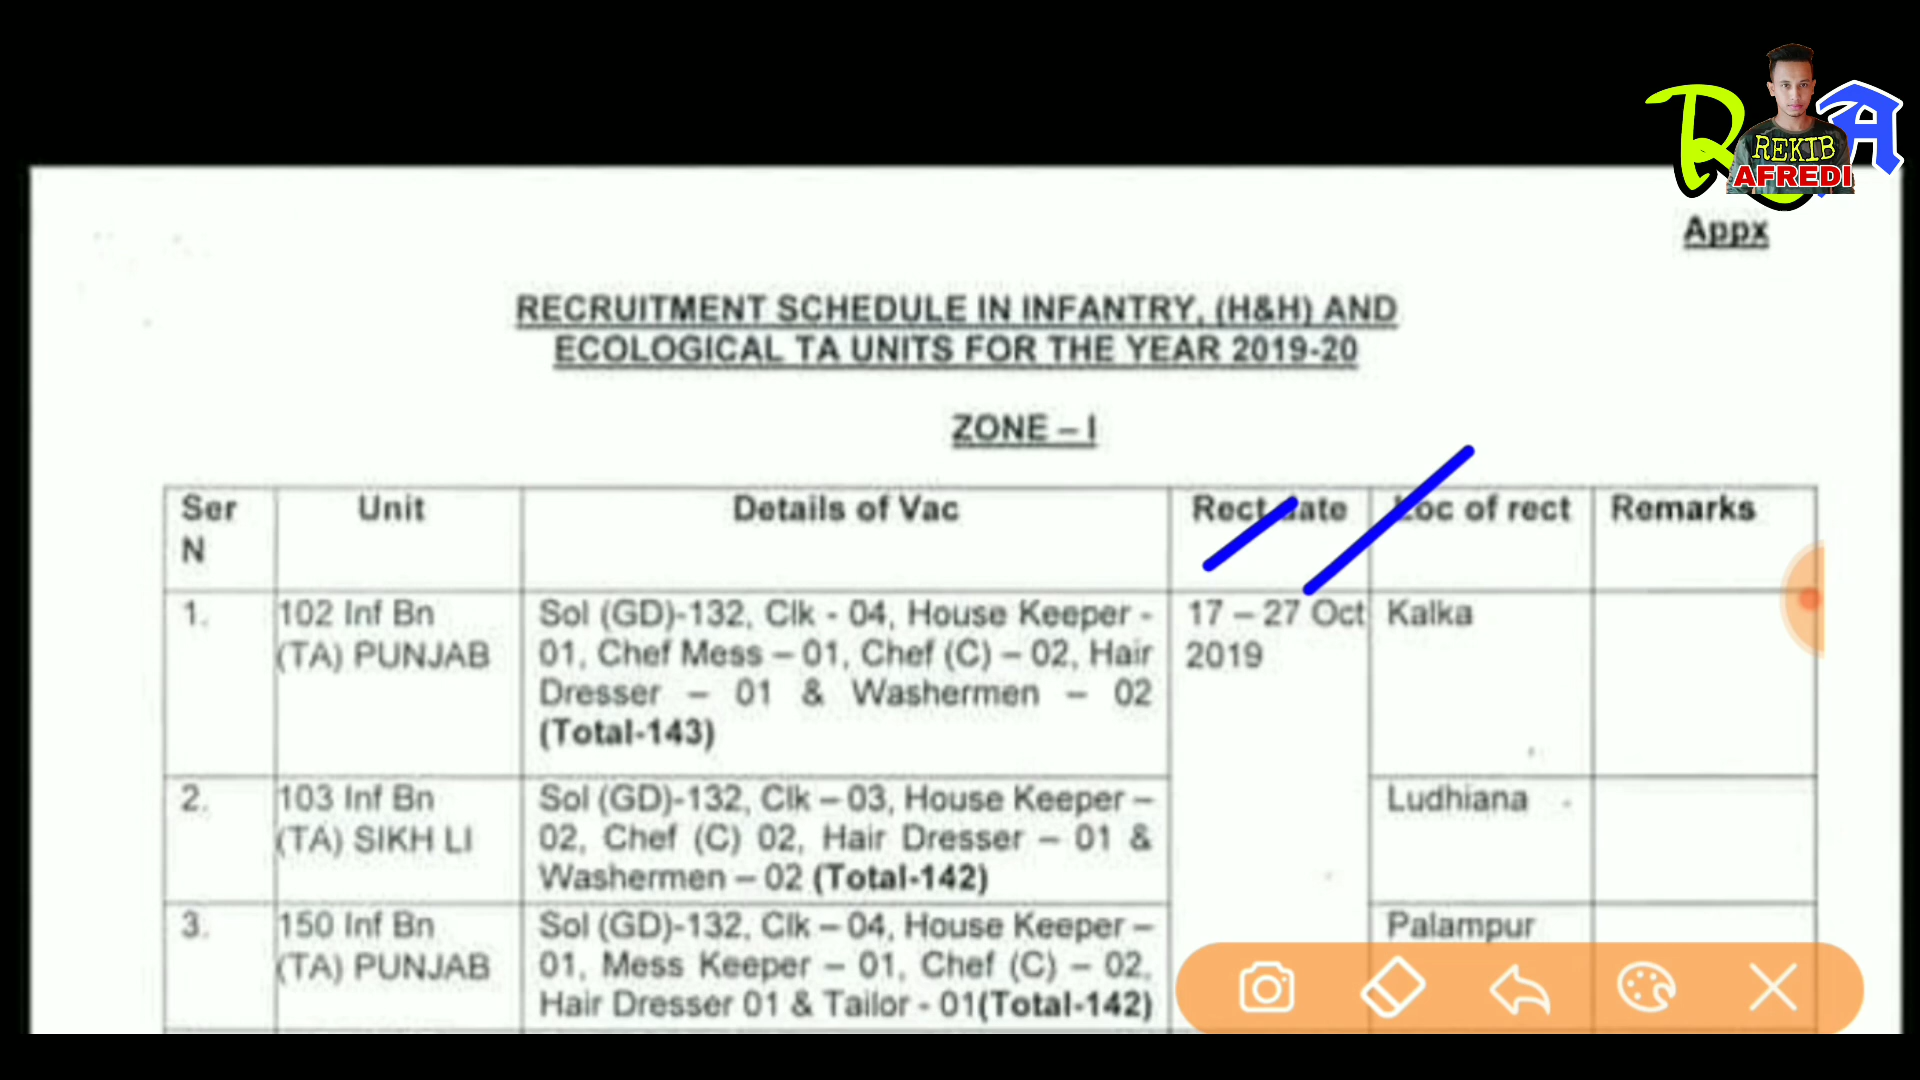 REKIB
AFREDI
Appx
RECRUITMENT SCHEDULE IN INFANTRY, (H&H) AND
ECOLOGICAL TA UNITS FOR THE YEAR 2019-20
ZONE – I
Ser
N
Unit
Details of Vac
Rect date
Loc of rect
Remarks
1.
102 Inf Bn
(TA) PUNJAB
Sol (GD)-132, Clk - 04, House Keeper -
01, Chef Mess – 01, Chef (C) – 02, Hair
Dresser – 01 & Washermen – 02
(Total-143)
17 – 27 Oct
2019
Kalka
2.
103 Inf Bn
(TA) SIKH LI
Sol (GD)-132, Clk – 03, House Keeper –
02, Chef (C) 02, Hair Dresser – 01 &
Washermen – 02 (Total-142)
Ludhiana
3.
150 Inf Bn
(TA) PUNJAB
Sol (GD)-132, Clk – 04, House Keeper –
01, Mess Keeper – 01, Chef (C) – 02,
Hair Dresser 01 & Tailor - 01(Total-142)
Palampur